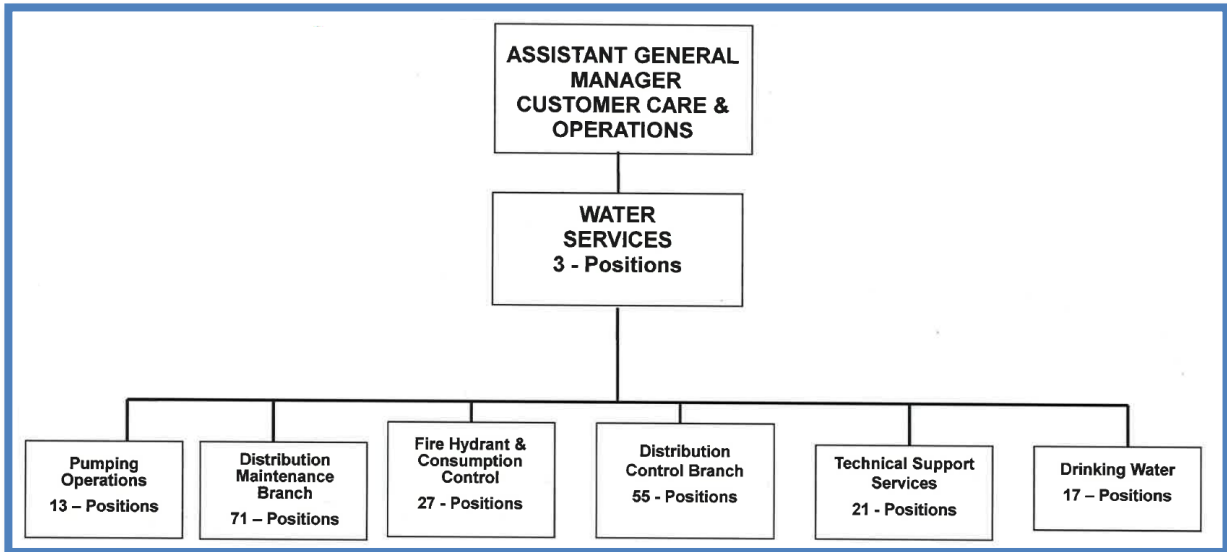 ASSISTANT GENERAL
MANAGER
CUSTOMER CARE &
OPERATIONS
WATER
SERVICES
3 - Positions
Pumping
Operations
13 – Positions
Distribution
Maintenance
Branch
71 – Positions
Fire Hydrant &
Consumption
Control
27 - Positions
Distribution
Control Branch
55 - Positions
Technical Support
Services
21 - Positions
Drinking Water
17 – Positions